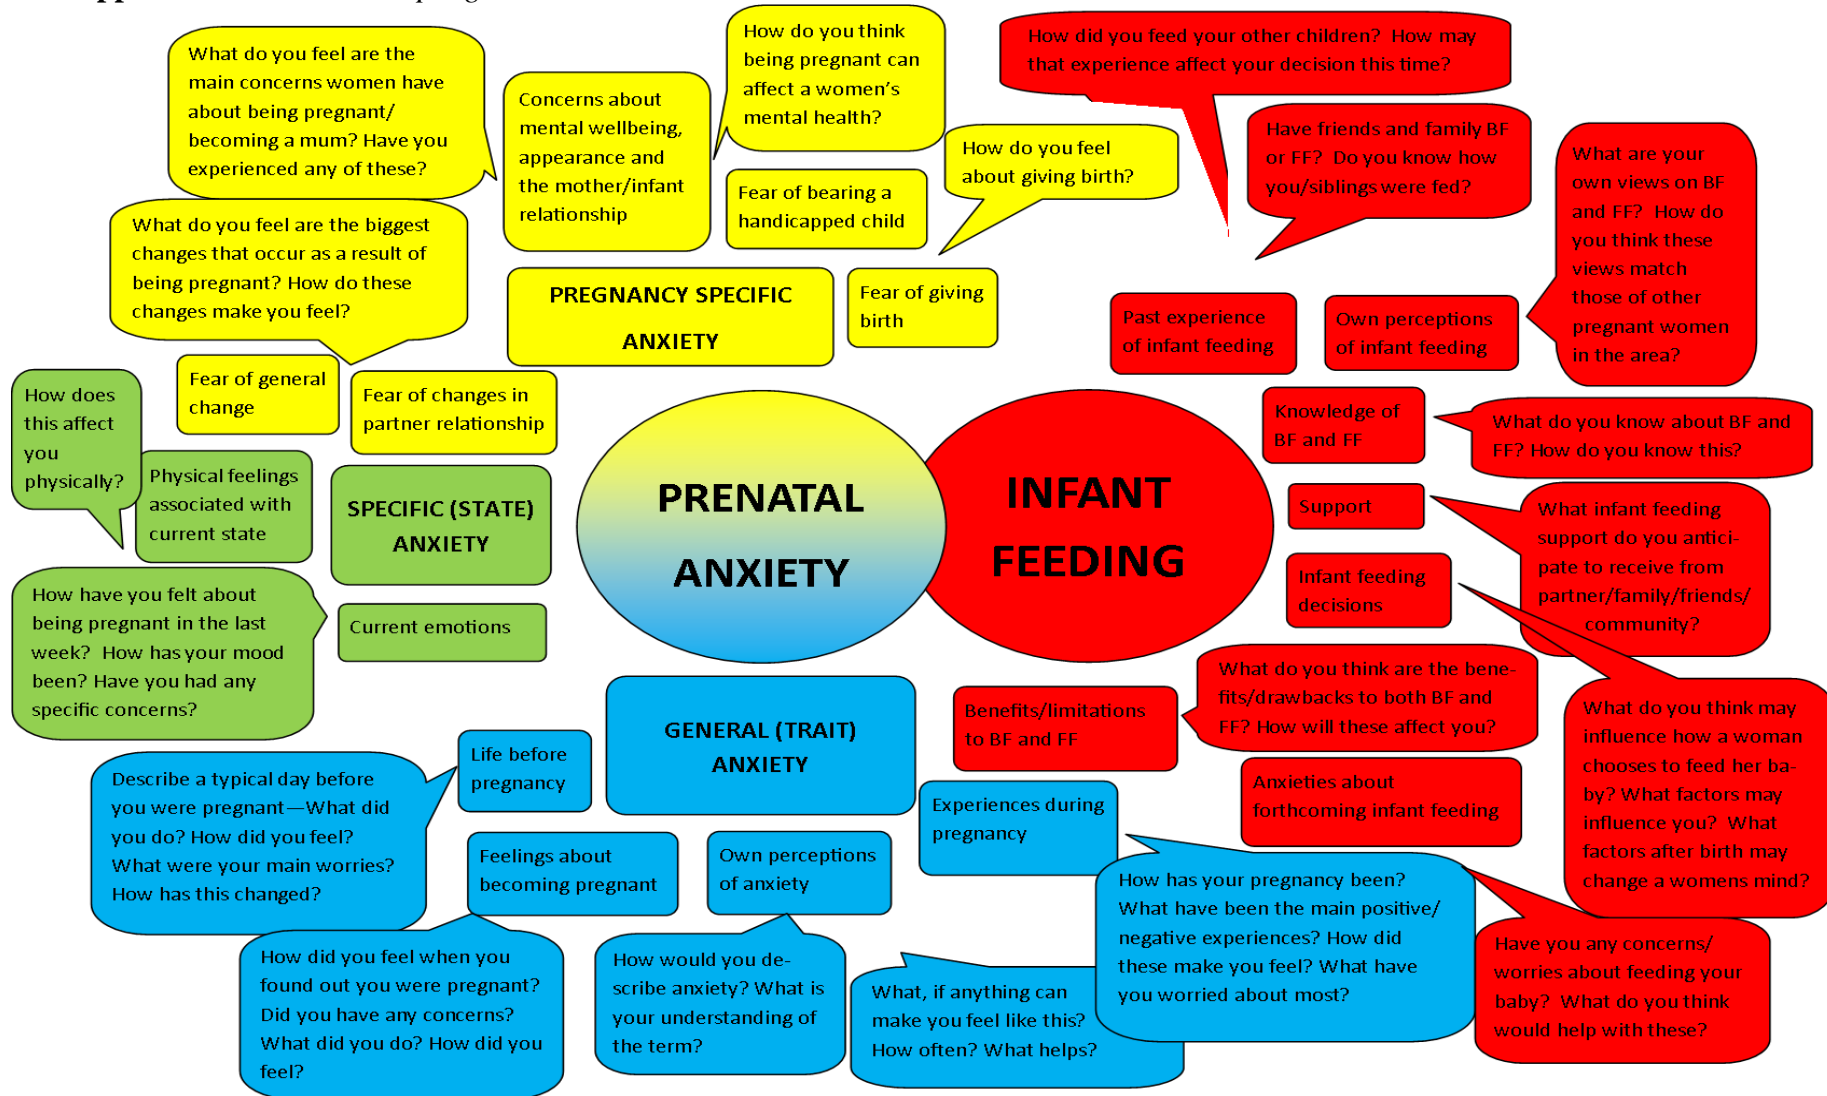 What do you feel are the
main concerns women have
about being pregnant/
becoming a mum? Have you
experienced any of these?
Concerns about
mental wellbeing,
appearance and
the mother/infant
relationship
How do you think
being pregnant can
affect a women's
mental health?
How do you feel
about giving birth?
Fear of bearing a
handicapped child
What do you feel are the biggest
changes that occur as a result of
being pregnant? How do these
changes make you feel?
PREGNANCY SPECIFIC
ANXIETY
Fear of giving
birth
Fear of general
change
Fear of changes in
partner relationship
How did you feed your other children? How may
that experience affect your decision this time?
Have friends and family BF
or FF? Do you know how
you/siblings were fed?
What are your
own views on BF
and FF? How do
you think these
views match
those of other
pregnant women
in the area?
Past experience
of infant feeding
Own perceptions
of infant feeding
Knowledge of
BF and FF
What do you know about BF and
FF? How do you know this?
How does
this affect
you
physically?
Physical feelings
associated with
current state
SPECIFIC (STATE)
ANXIETY
PRENATAL
ANXIETY
INFANT
FEEDING
Support
What infant feeding
support do you antici-
pate to receive from
partner/family/friends/
community?
Infant feeding
decisions
How have you felt about
being pregnant in the last
week? How has your mood
been? Have you had any
specific concerns?
Current emotions
What do you think are the bene-
fits/drawbacks to both BF and
FF? How will these affect you?
Benefits/limitations
to BF and FF
What do you think may
influence how a woman
chooses to feed her ba-
by? What factors may
influence you? What
factors after birth may
change a womens mind?
GENERAL (TRAIT)
ANXIETY
Life before
pregnancy
Describe a typical day before
you were pregnant—What did
you do? How did you feel?
What were your main worries?
How has this changed?
Experiences during
pregnancy
Anxieties about
forthcoming infant feeding
Feelings about
becoming pregnant
Own perceptions
of anxiety
How has your pregnancy been?
What have been the main positive/
negative experiences? How did
these make you feel? What have
you worried about most?
How did you feel when you
found out you were pregnant?
Did you have any concerns?
What did you do? How did you
feel?
How would you de-
scribe anxiety? What is
your understanding of
the term?
What, if anything can
make you feel like this?
How often? What helps?
Have you any concerns/
worries about feeding your
baby? What do you think
would help with these?